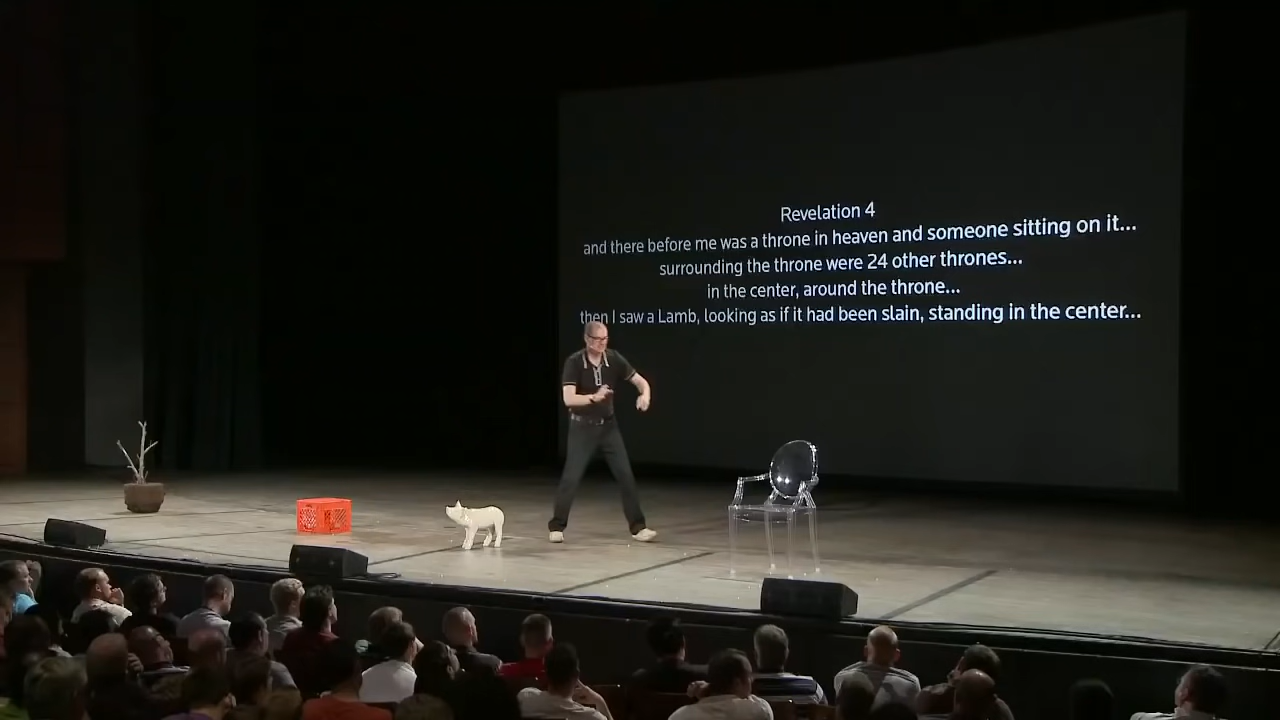 Revelation 4
and there before me was a throne in heaven and someone sitting on it...
surrounding the throne were 24 other thrones...
in the center, around the throne...
then I saw a Lamb, looking as if it had been slain, standing in the center...